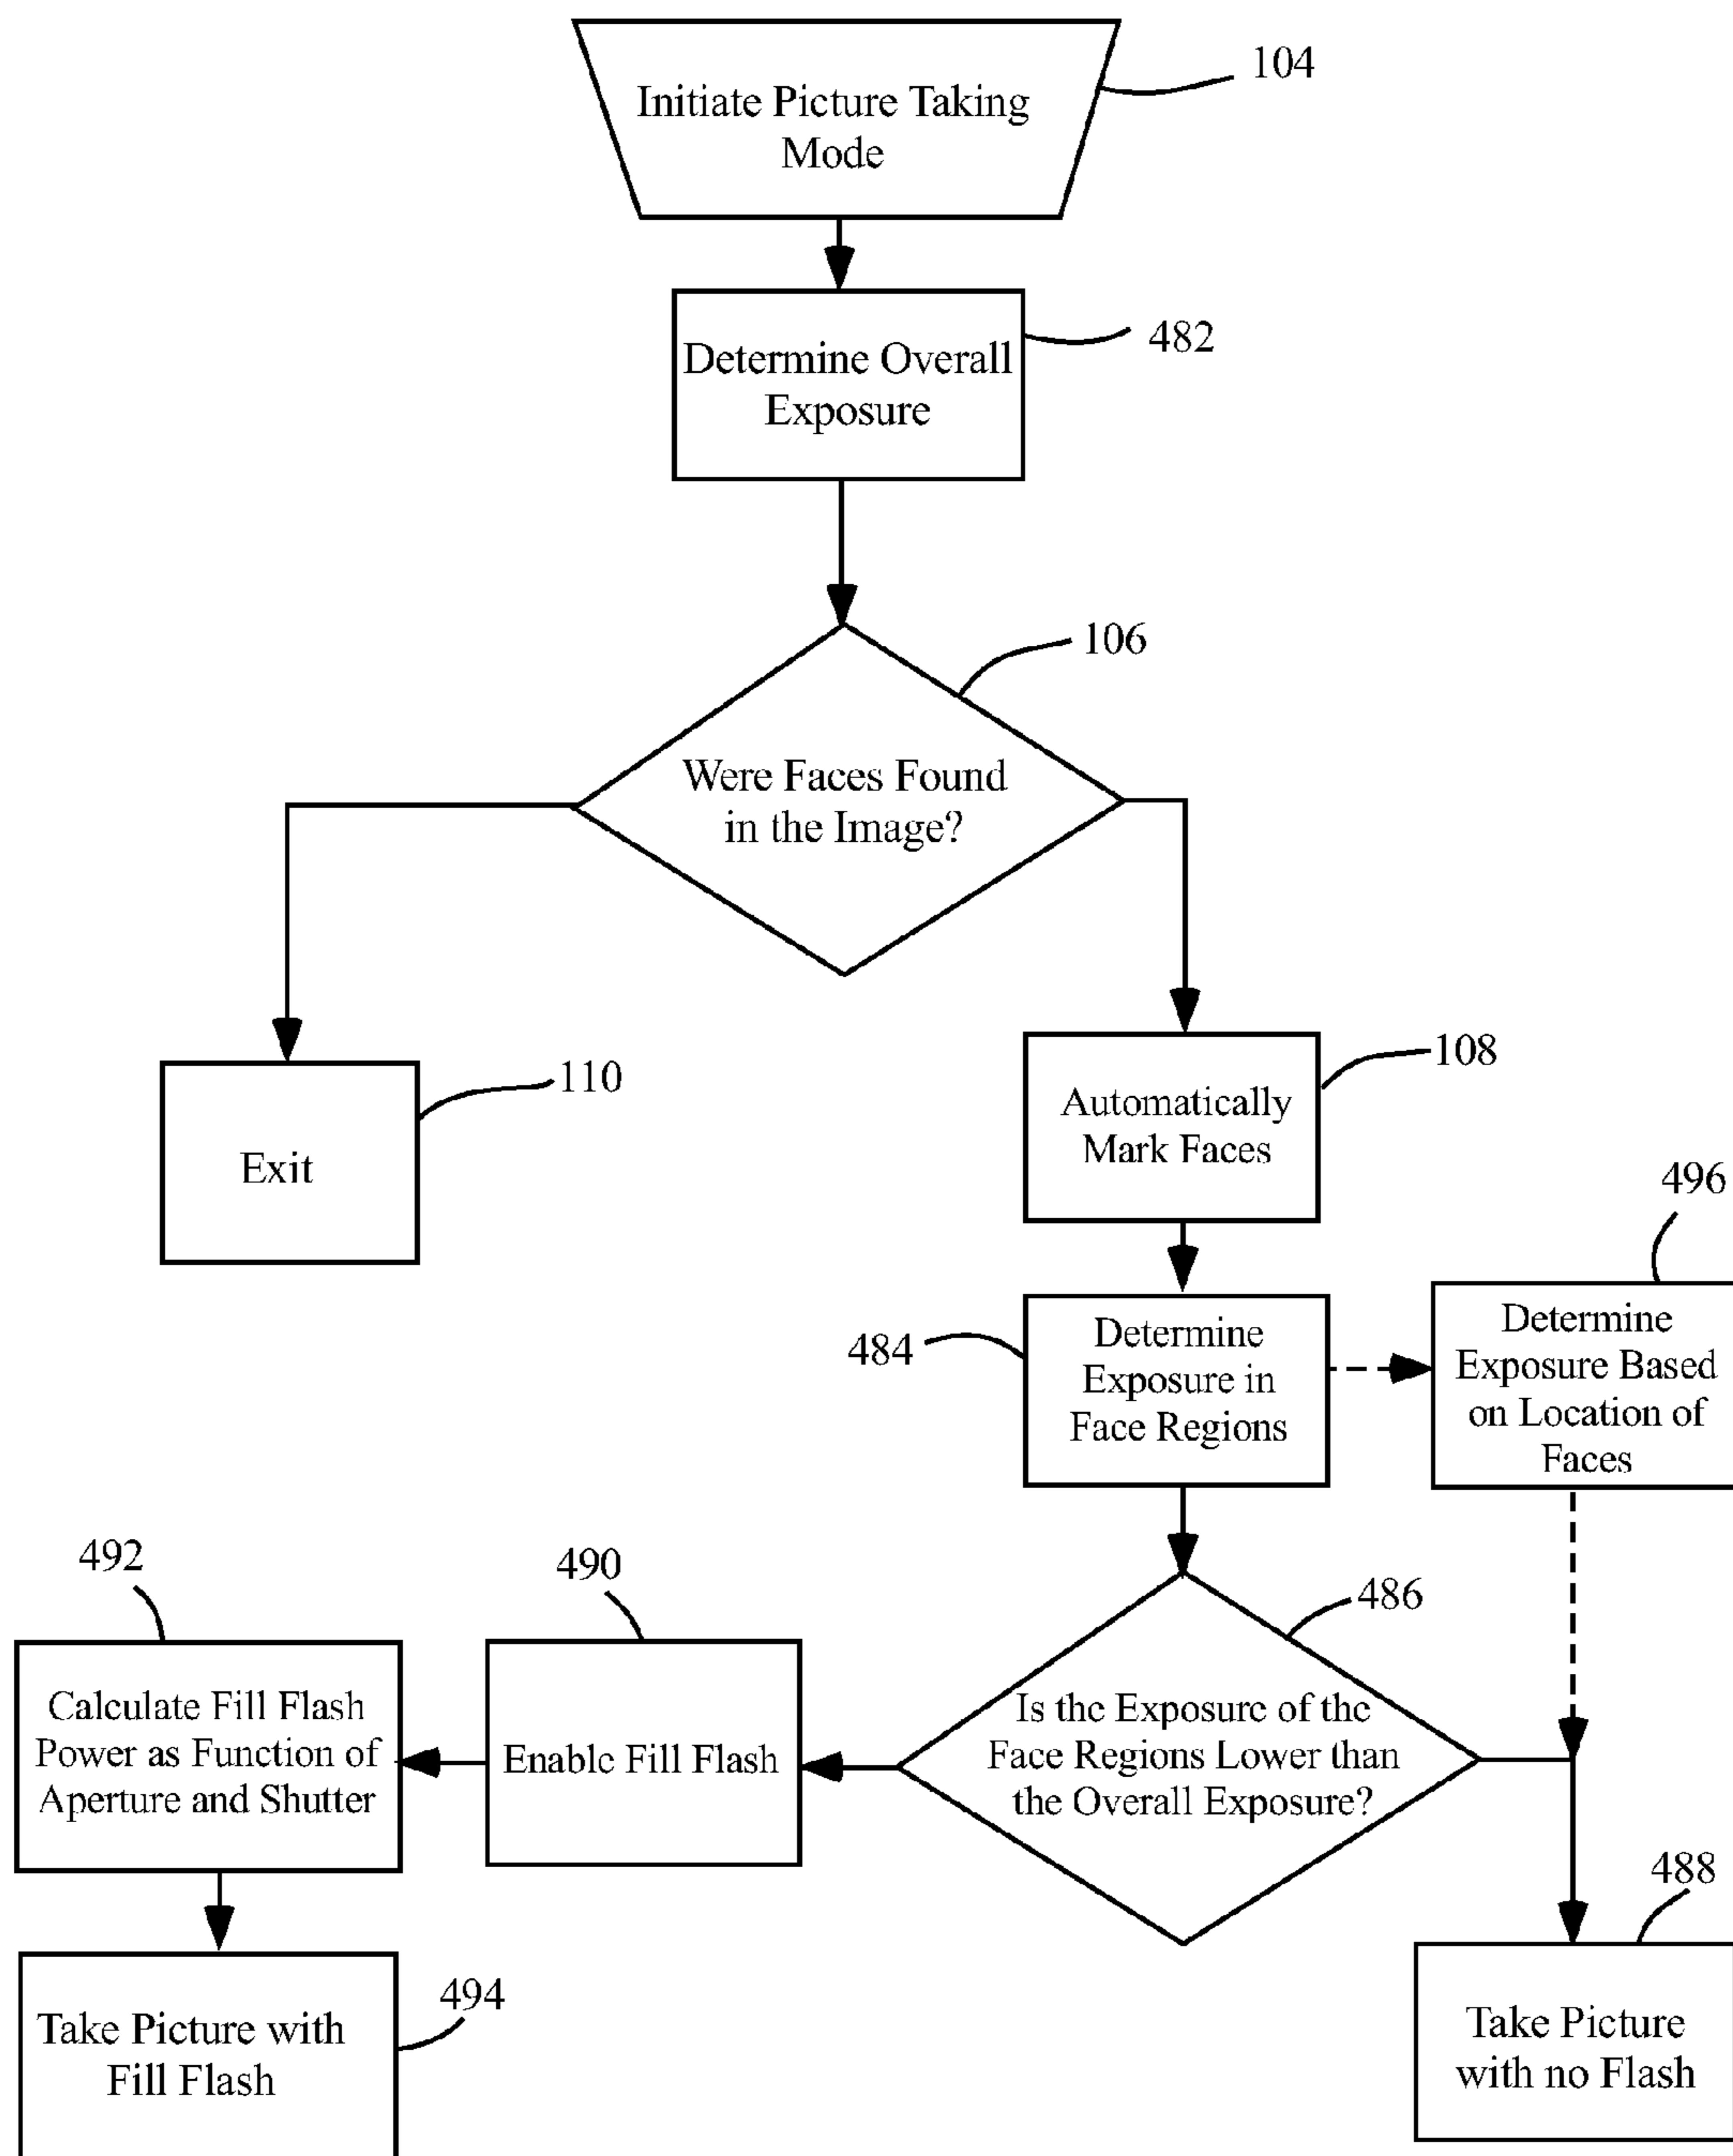 Initiate Picture Taking
Mode
104
Determine Overall
Exposure
482
106
Were Faces Found
in the Image?
110
Exit
108
Automatically
Mark Faces
496
484
Determine
Exposure in
Face Regions
Determine
Exposure Based
on Location of
Faces
492
490
486
Calculate Fill Flash
Power as Function of
Aperture and Shutter
Enable Fill Flash
Is the Exposure of the
Face Regions Lower than
the Overall Exposure?
488
494
Take Picture with
Fill Flash
Take Picture
with no Flash